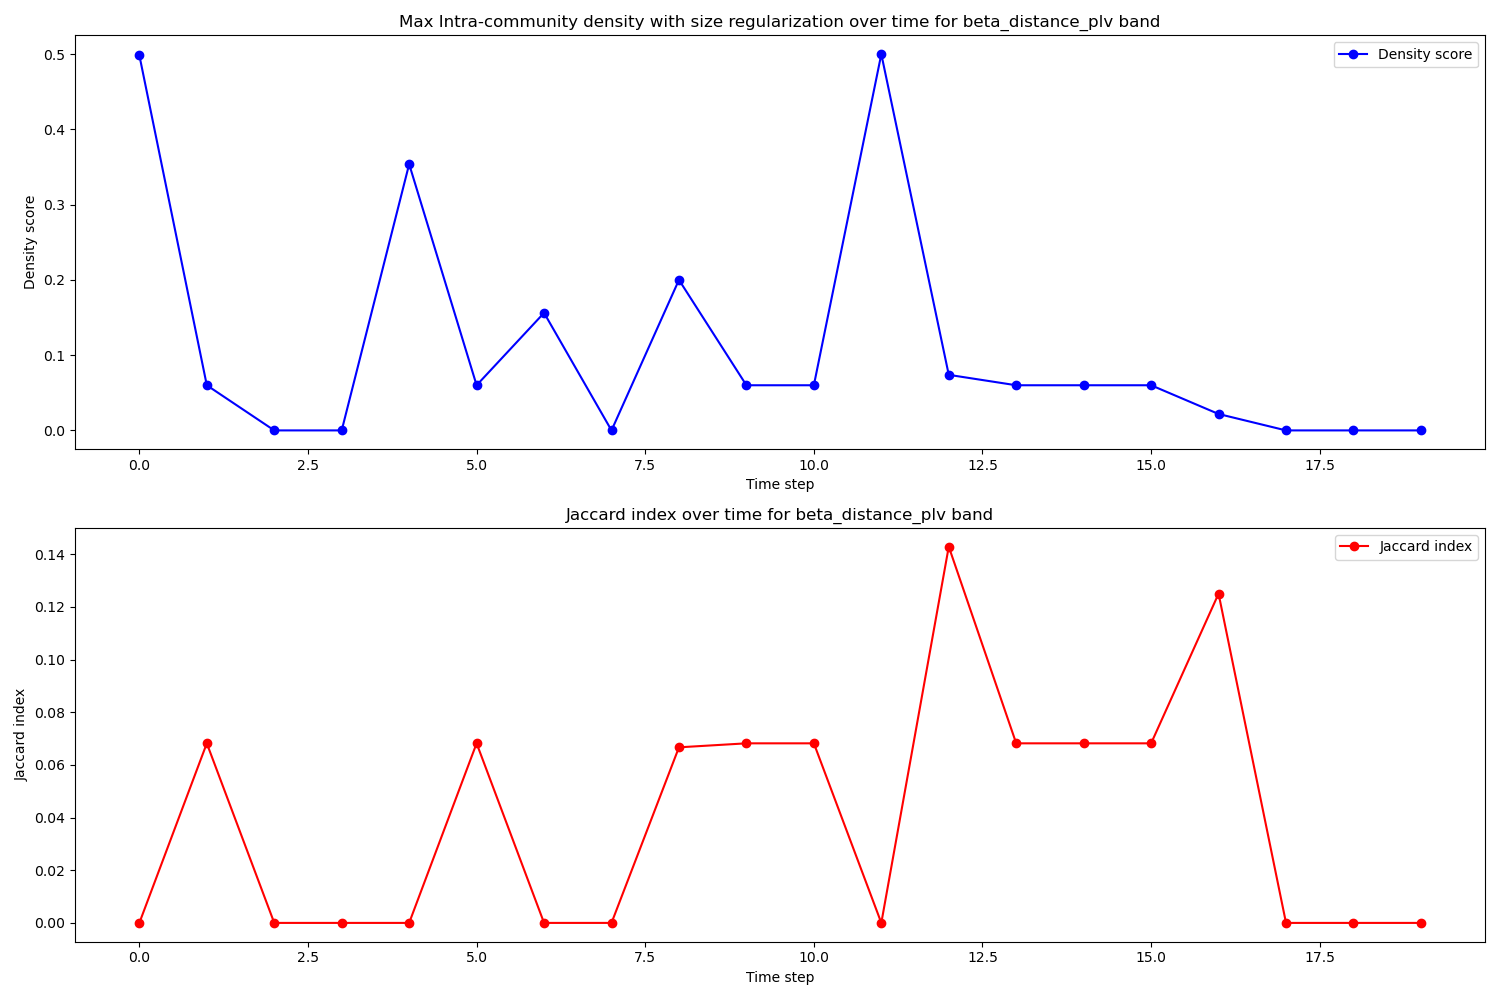 Max Intra-community density with size regularization over time for beta_distance_plv band
Density score
0.5
0.4
0.3
0.2
0.1
0.0
Density score
0.0 2.5 5.0 7.5 10.0 12.5 15.0 17.5
Time step
Jaccard index over time for beta_distance_plv band
Jaccard index
0.14
0.12
0.10
0.08
0.06
0.04
0.02
0.00
Jaccard index
0.0 2.5 5.0 7.5 10.0 12.5 15.0 17.5
Time step